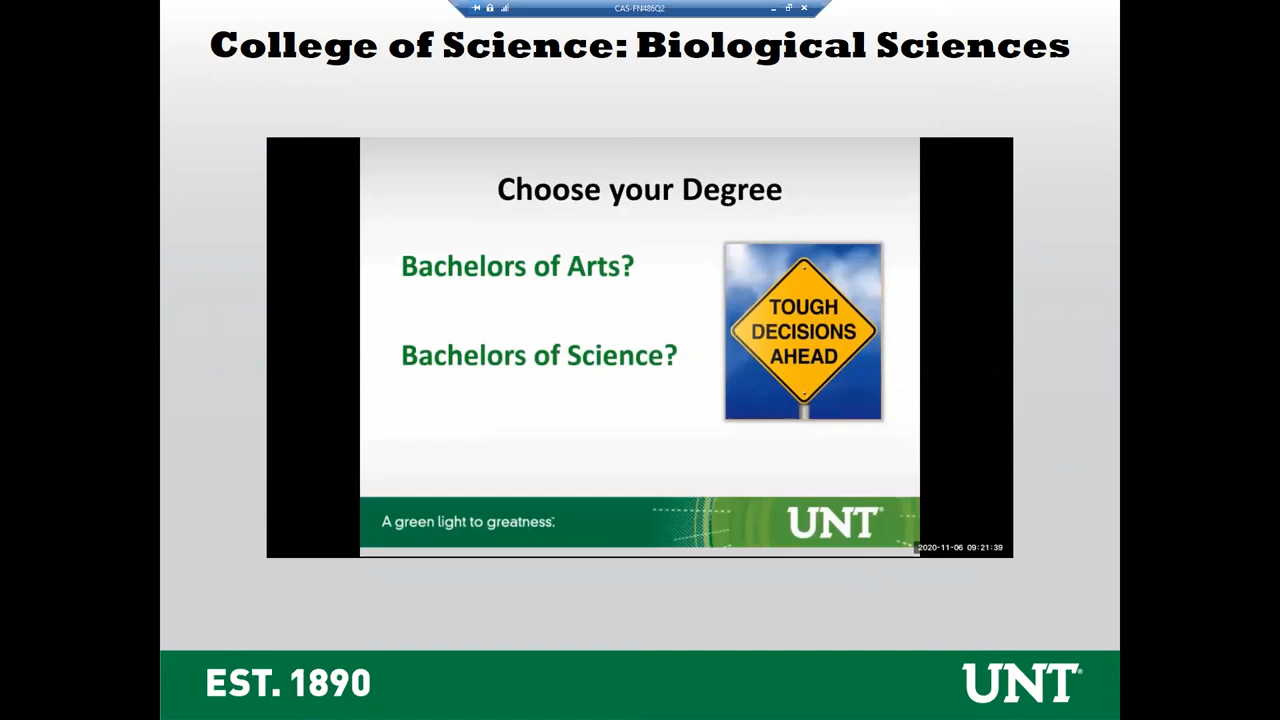 CAS-FN486Q2
College of Science: Biological Sciences
Choose your Degree
Bachelors of Arts?
Bachelors of Science?
TOUGH
DECISIONS
AHEAD
A green light to greatness.™
UNT®
2020-11-06 09:21:39
EST. 1890
UNT®